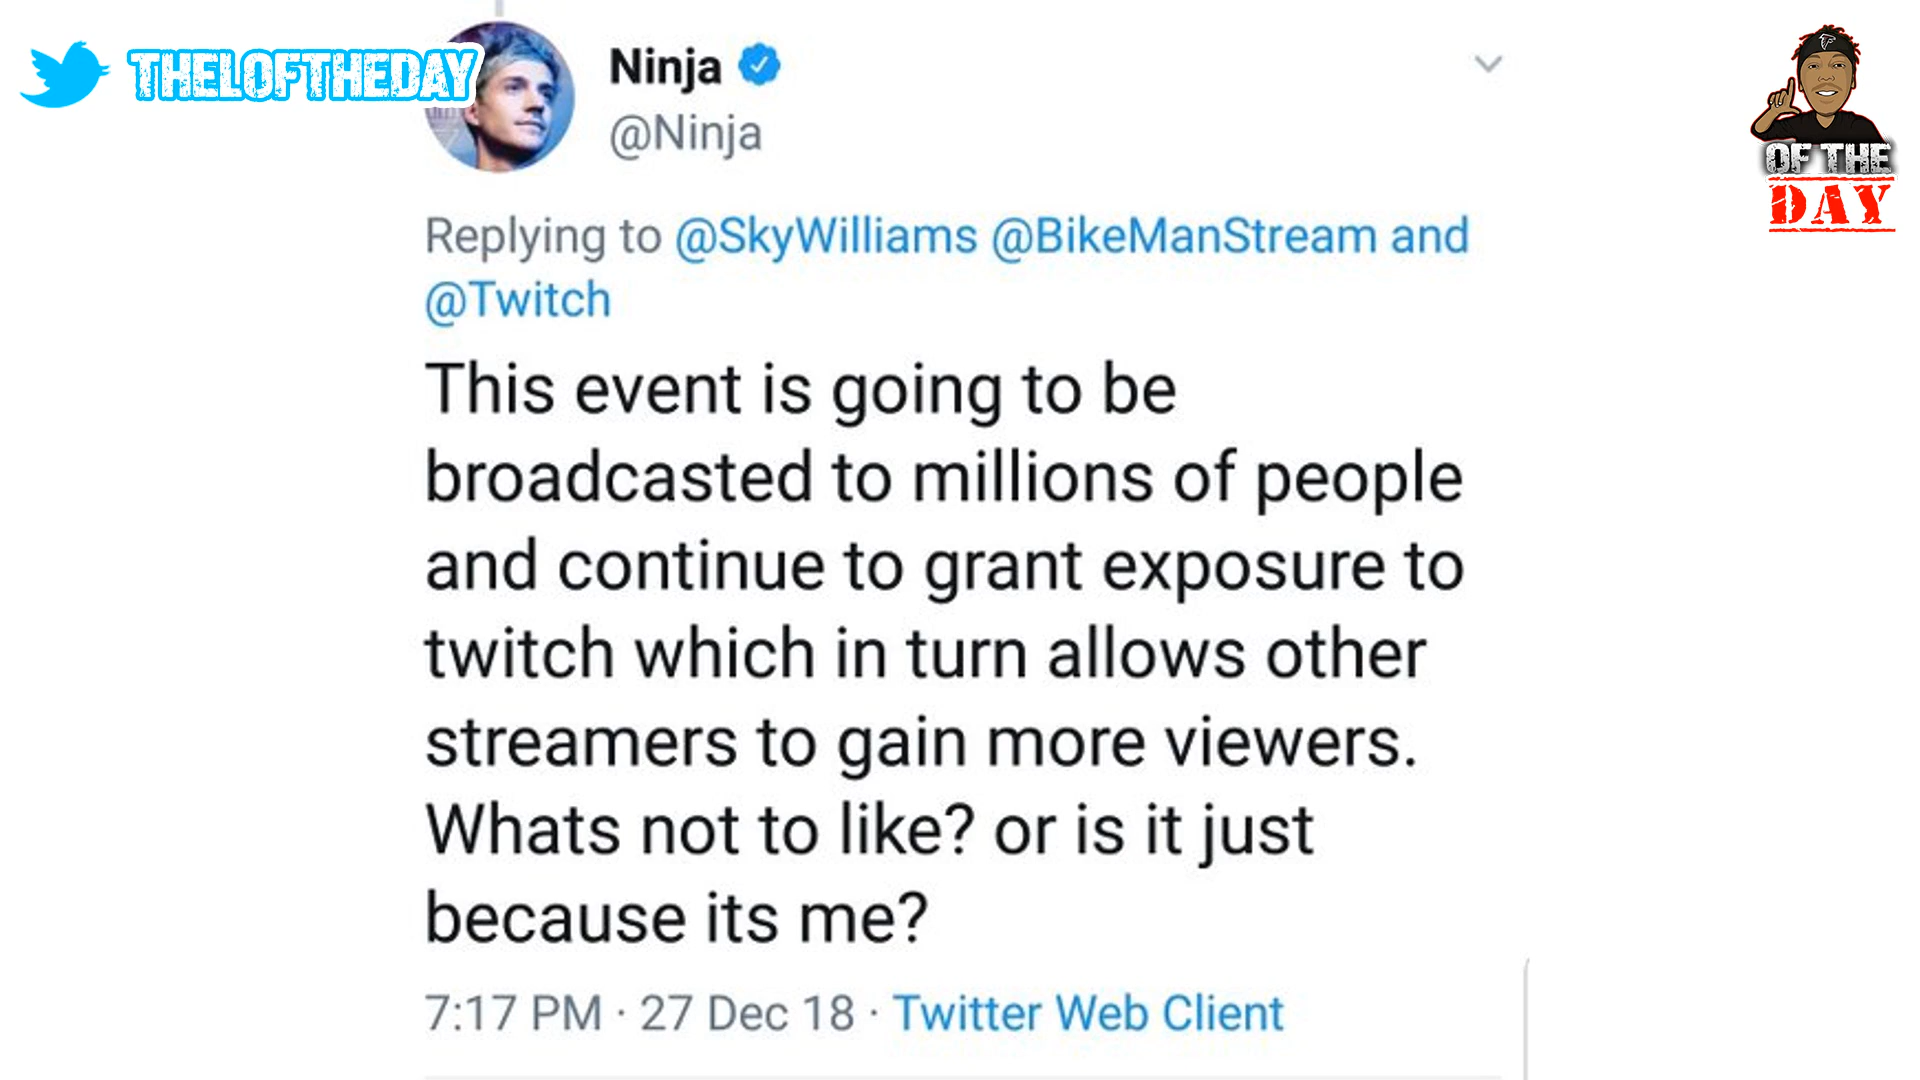 THELOFTHEDAY
Ninja
@Ninja
OF THE
DAY
Replying to @SkyWilliams @BikeManStream and
@Twitch
This event is going to be
broadcasted to millions of people
and continue to grant exposure to
twitch which in turn allows other
streamers to gain more viewers.
Whats not to like? or is it just
because its me?
7:17 PM · 27 Dec 18 · Twitter Web Client